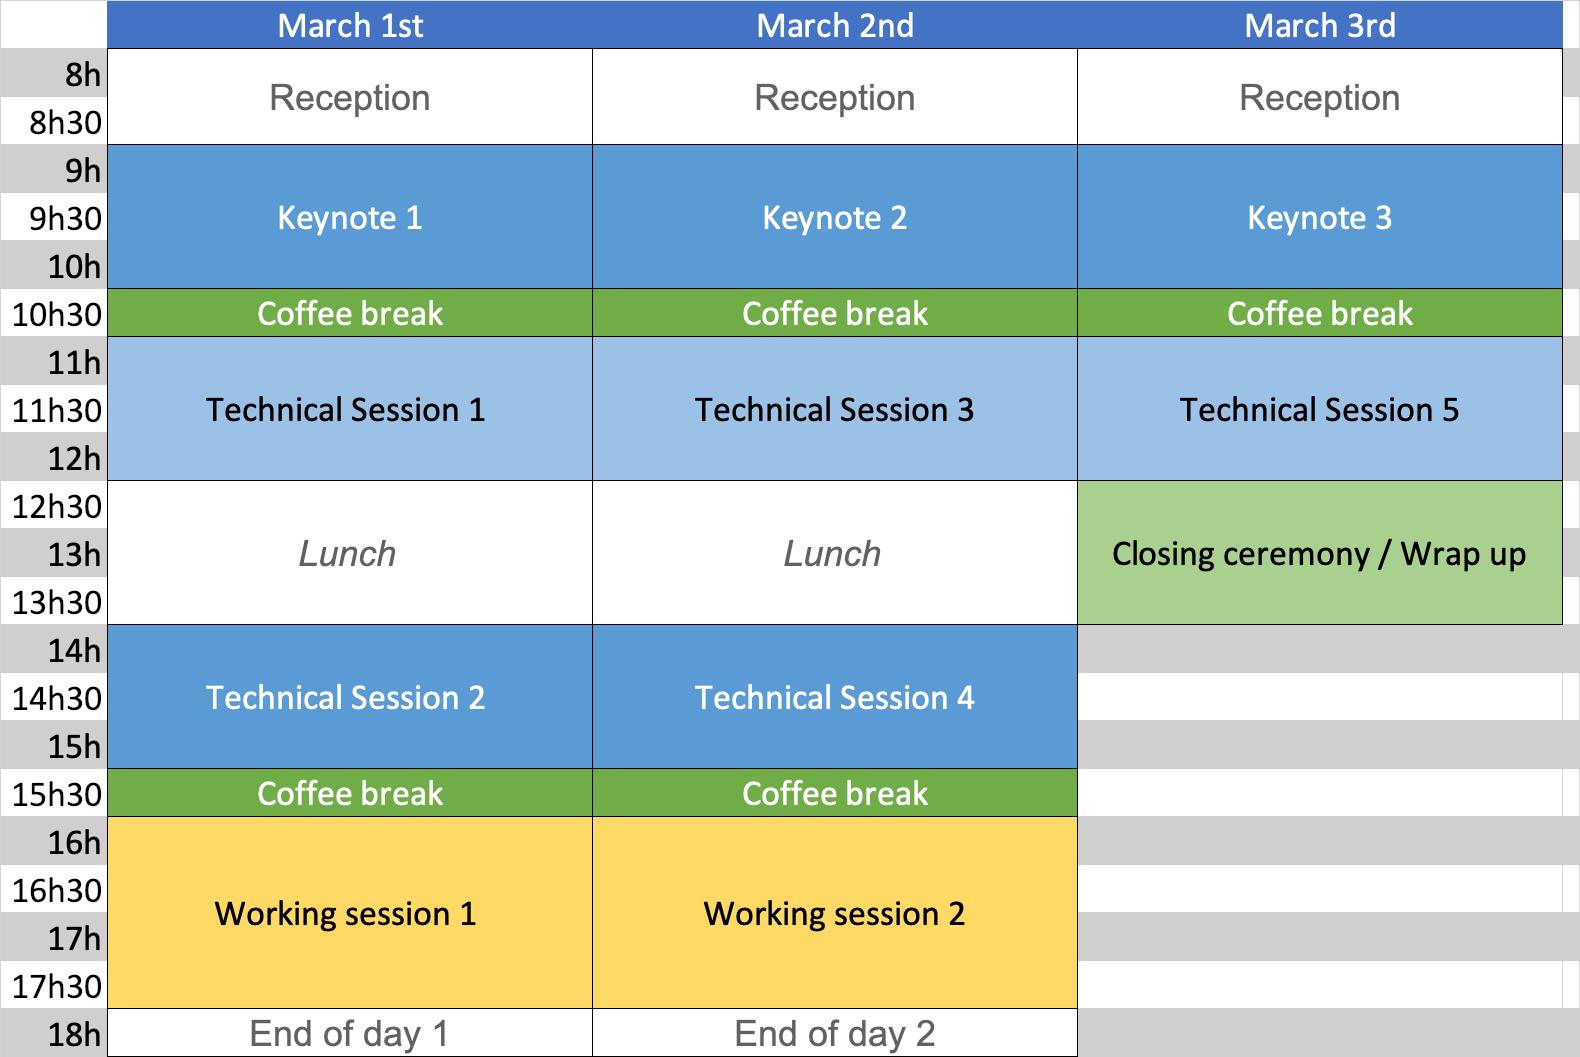 March 1st March 2nd March 3rd
8h Reception Reception Reception
8h30
9h
9h30 Keynote 1 Keynote 2 Keynote 3
10h
10h30 Coffee break Coffee break Coffee break
11h
11h30 Technical Session 1 Technical Session 3 Technical Session 5
12h
12h30
13h Lunch Lunch Closing ceremony / Wrap up
13h30
14h
14h30 Technical Session 2 Technical Session 4
15h
15h30 Coffee break Coffee break
16h
16h30 Working session 1 Working session 2
17h
17h30
18h End of day 1 End of day 2